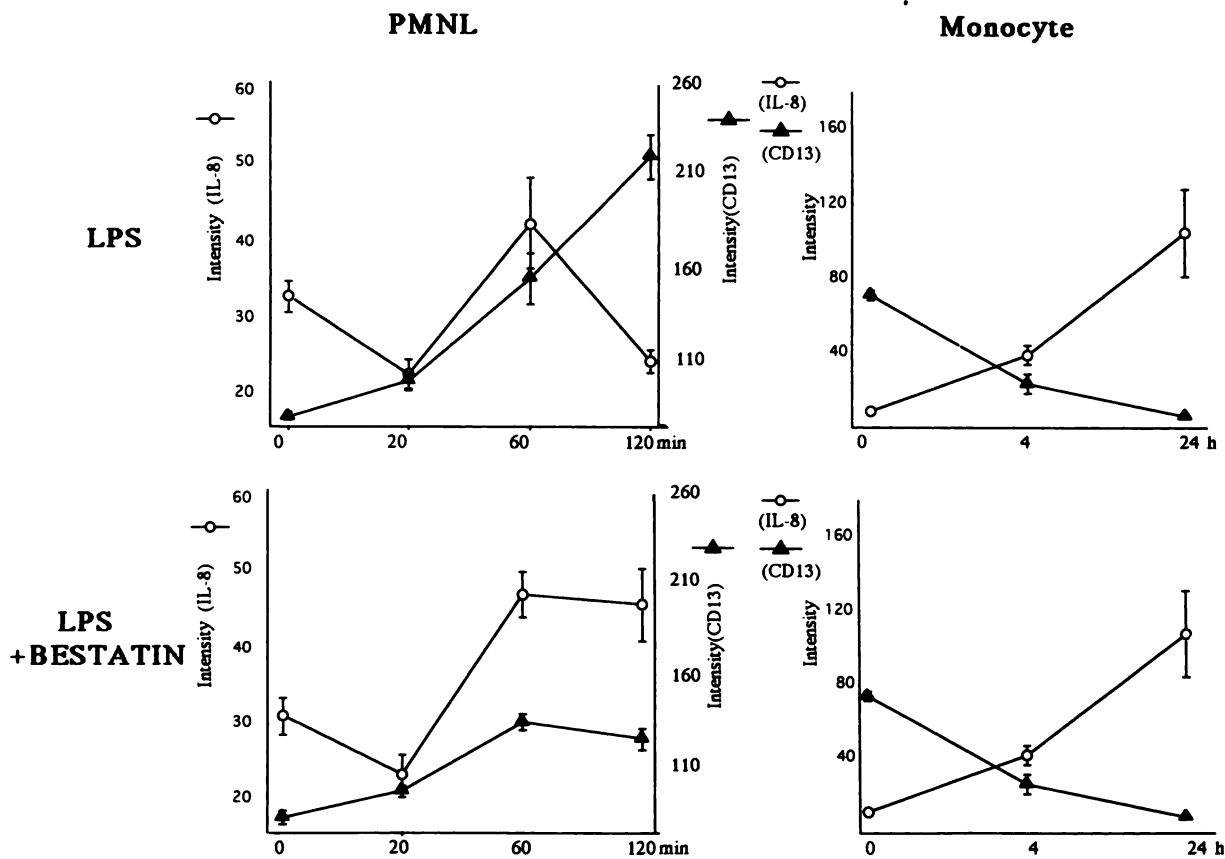 PMNL
Monocyte
LPS
Intensity (IL-8)
60
50
40
30
20
0 20 60 120 min
260
210
160
110
Intensity(CD13)
(IL-8)
(CD13)
Intensity
160
120
80
40
0 4 24 h
LPS
+BESTATIN
Intensity (IL-8)
60
50
40
30
20
0 20 60 120 min
260
210
160
110
Intensity(CD13)
(IL-8)
(CD13)
Intensity
160
120
80
40
0 4 24 h